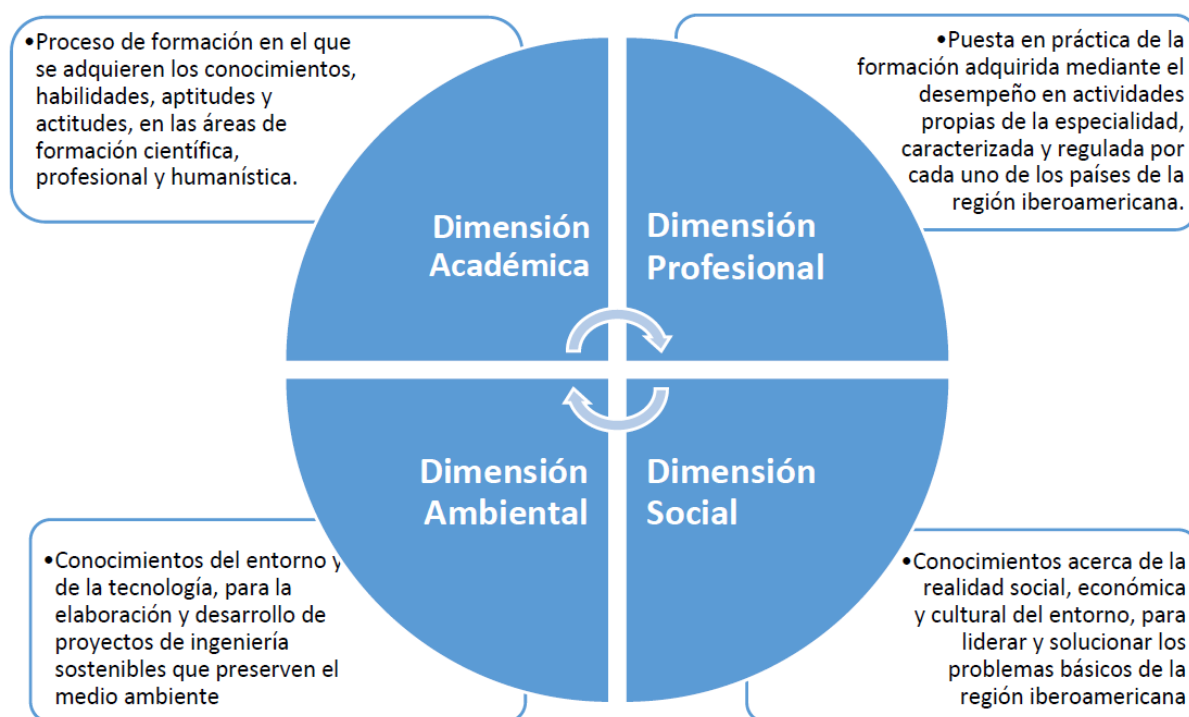 •Proceso de formación en el que
se adquieren los conocimientos,
habilidades, aptitudes y
actitudes, en las áreas de
formación científica,
profesional y humanística.
•Puesta en práctica de la
formación adquirida mediante el
desempeño en actividades
propias de la especialidad,
caracterizada y regulada por
cada uno de los países de la
región iberoamericana.
Dimensión
Académica
Dimensión
Profesional
Dimensión
Ambiental
Dimensión
Social
•Conocimientos del entorno y
de la tecnología, para la
elaboración y desarrollo de
proyectos de ingeniería
sostenibles que preserven el
medio ambiente
•Conocimientos acerca de la
realidad social, económica
y cultural del entorno, para
liderar y solucionar los
problemas básicos de la
región iberoamericana